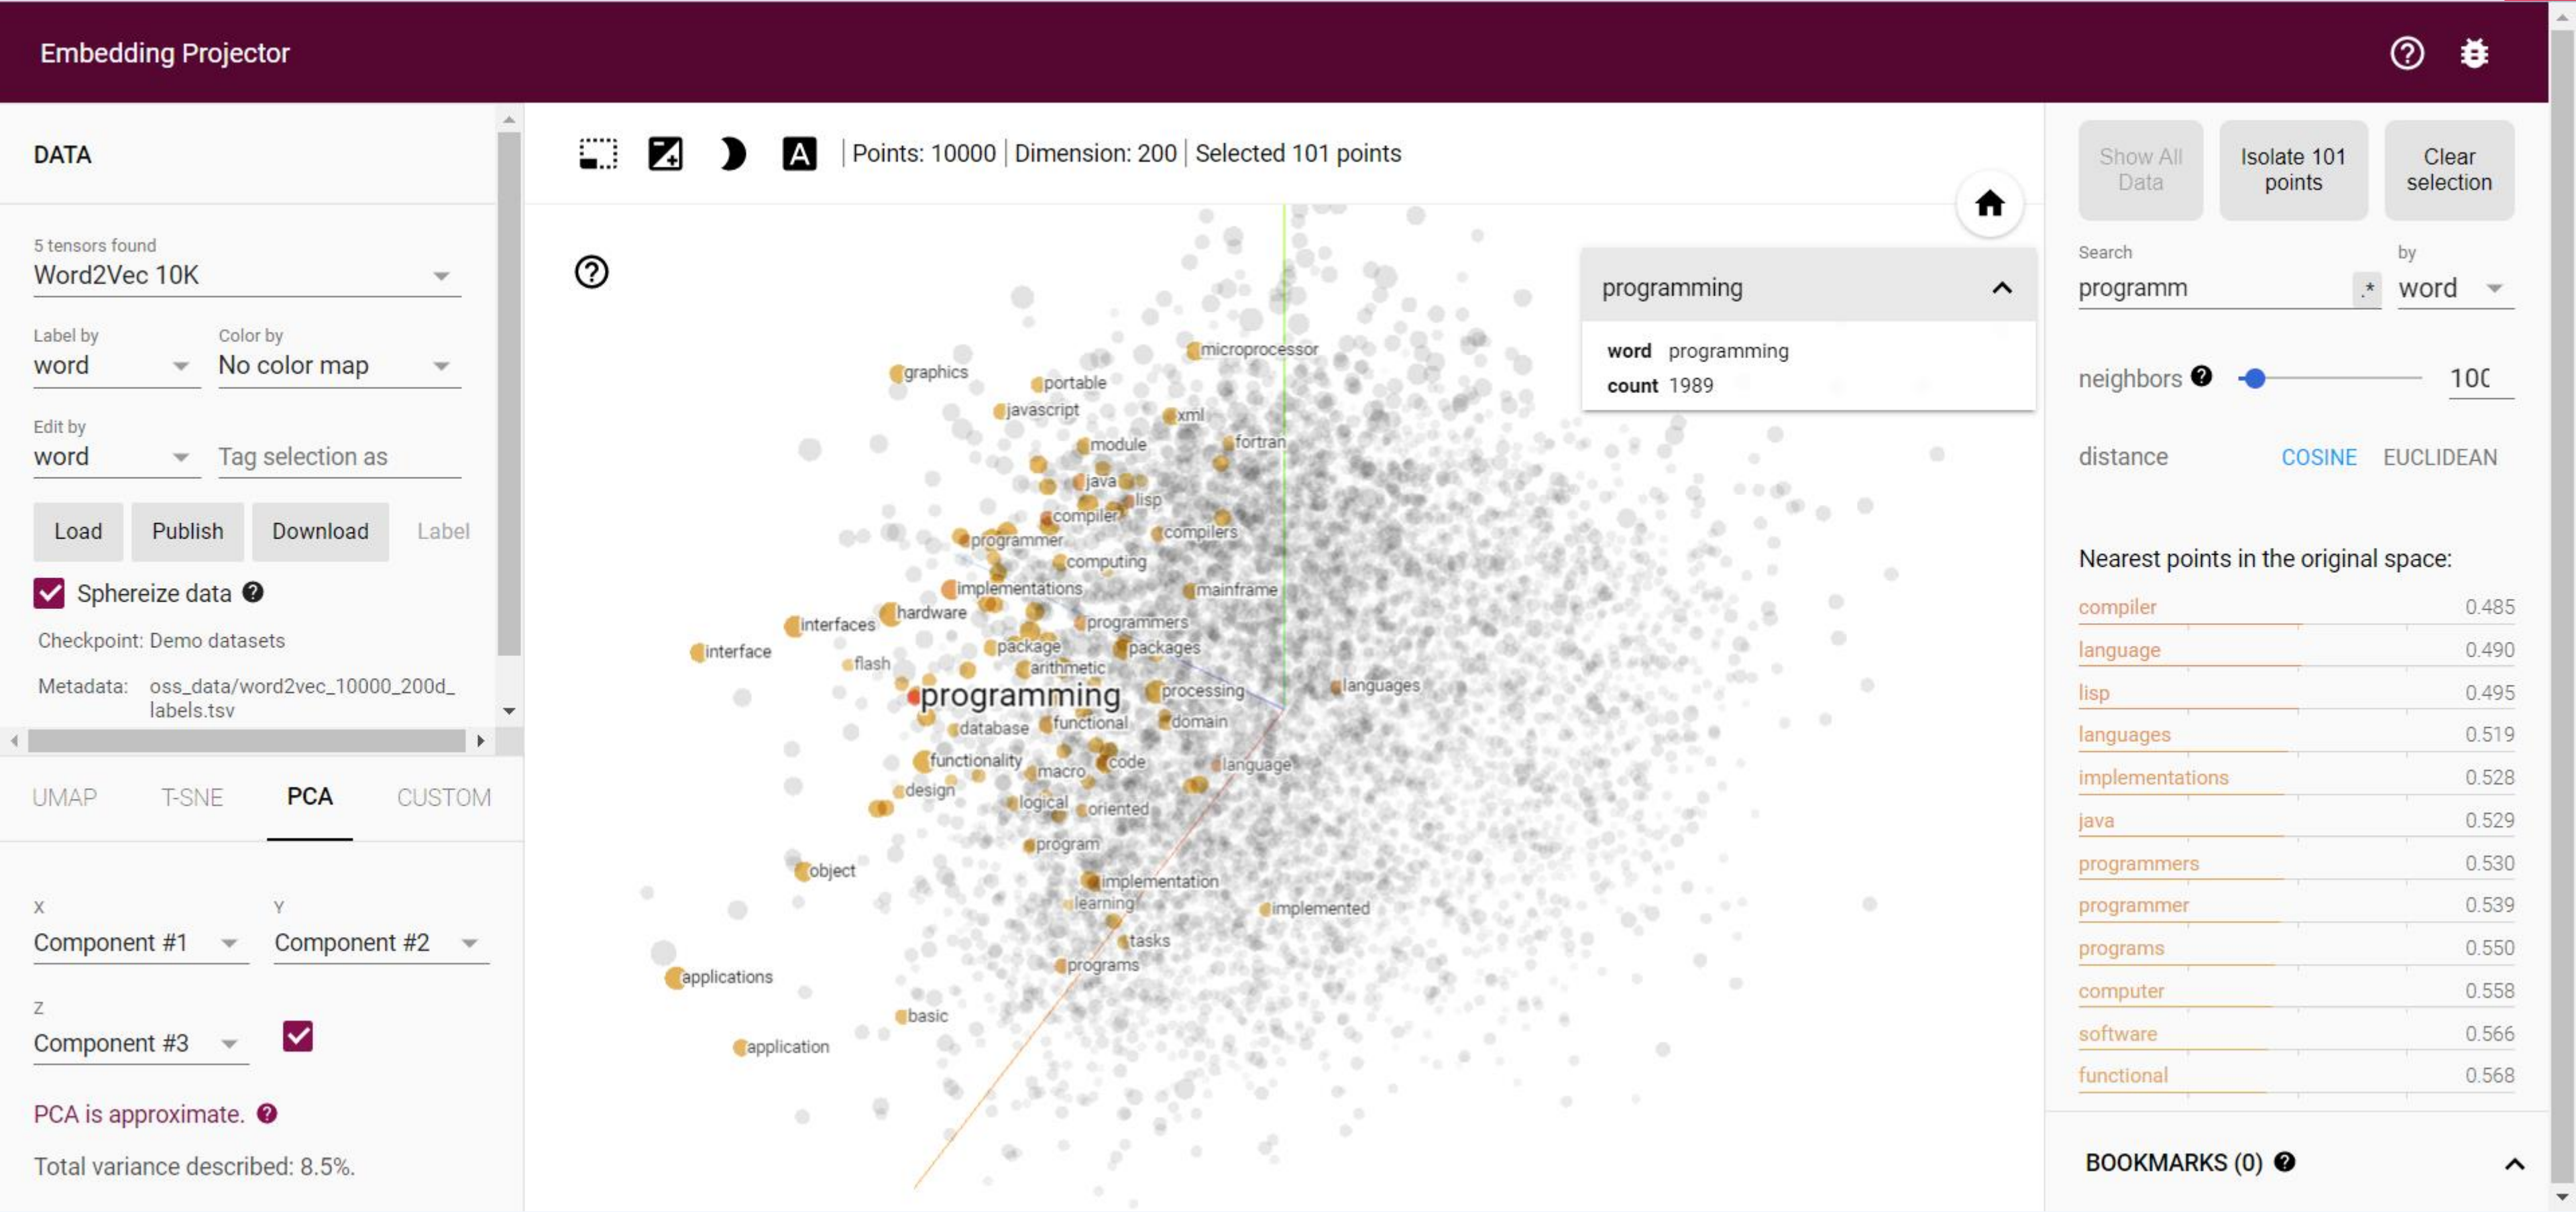 Embedding Projector
DATA
5 tensors found
Word2Vec 10K
Label by
Color by
word
No color map
Edit by
word
Tag selection as
Load
Publish
Download
Label
Sphereize data
Checkpoint: Demo datasets
Metadata: oss_data/word2vec_10000_200d_
labels.tsv
UMAP
T-SNE
PCA
CUSTOM
X
Y
Component #1
Component #2
Z
Component #3
PCA is approximate.
Total variance described: 8.5%.
A
Points: 10000 | Dimension: 200 | Selected 101 points
microprocessor
graphics
portable
javascript
xml
module
fortran
java
lisp
compiler
compilers
programmer
computing
implementations
mainframe
hardware
interfaces
programmers
package
packages
interface
flash
arithmetic
programming
processing
languages
database
functional
domain
functionality
macro
code
language
design
logical
oriented
program
object
implementation
learning
implemented
tasks
programs
applications
basic
application
programming
word programming
count 1989
Show All
Data
Isolate 101
points
Clear
selection
Search
by
programm
.*
word
neighbors
100
distance
COSINE
EUCLIDEAN
Nearest points in the original space:
compiler 0.485
language 0.490
lisp 0.495
languages 0.519
implementations 0.528
java 0.529
programmers 0.530
programmer 0.539
programs 0.550
computer 0.558
software 0.566
functional 0.568
BOOKMARKS (0)